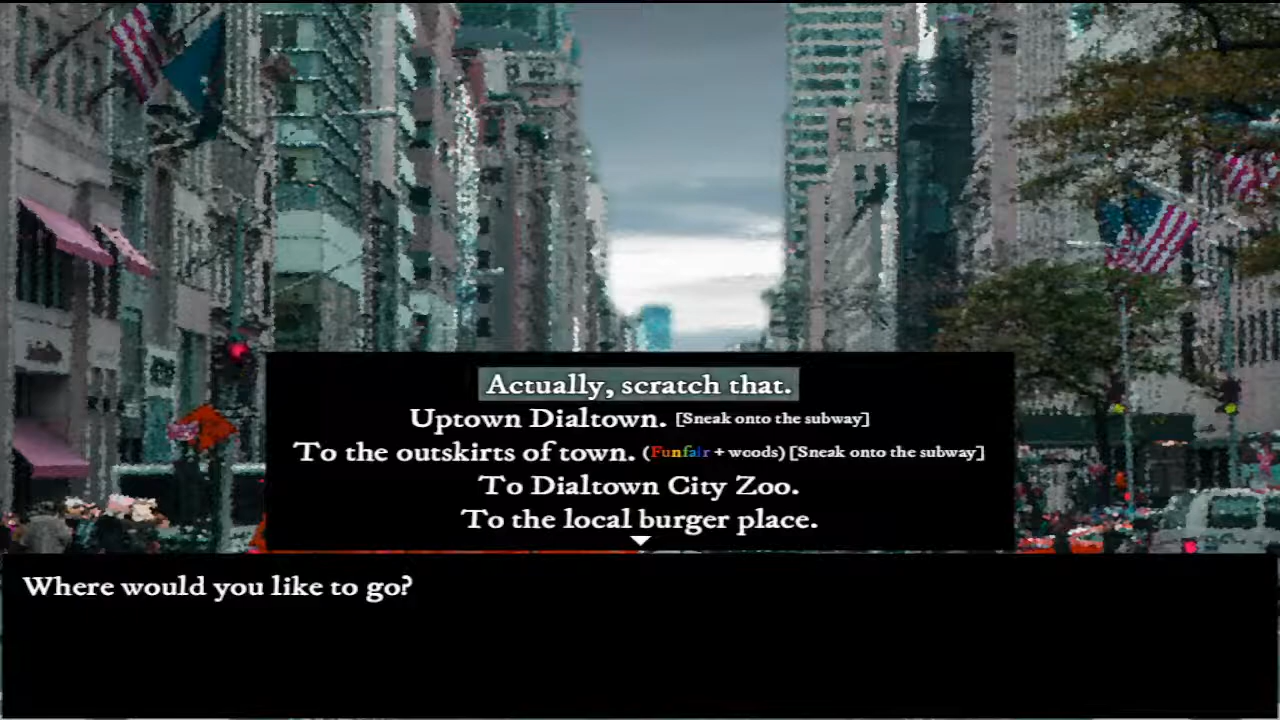 Actually, scratch that.
Uptown Dialtown. [Sneak onto the subway]
To the outskirts of town. (Funfair + woods) [Sneak onto the subway]
To Dialtown City Zoo.
To the local burger place.
Where would you like to go?